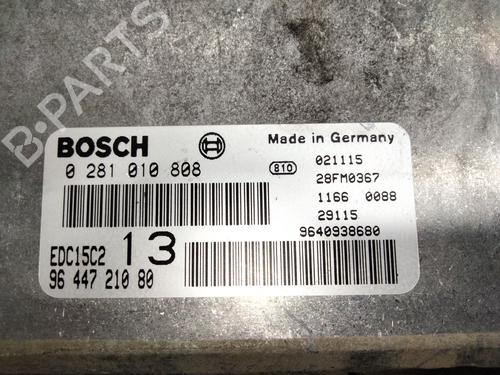 B-PARTS
BOSCH
Made in Germany
0 281 010 808
810
021115
28FM0367
1166 0088
29115
9640938680
EDC15C2
13
96 447 210 80